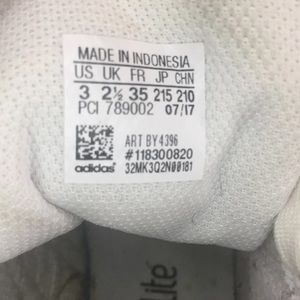 MADE IN INDONESIA
US UK FR JP CHN
3 2½ 35 215 210
PCI 789002 07/17
ART BY4396
#118300820
adidas 32MK3Q2N00181
lite